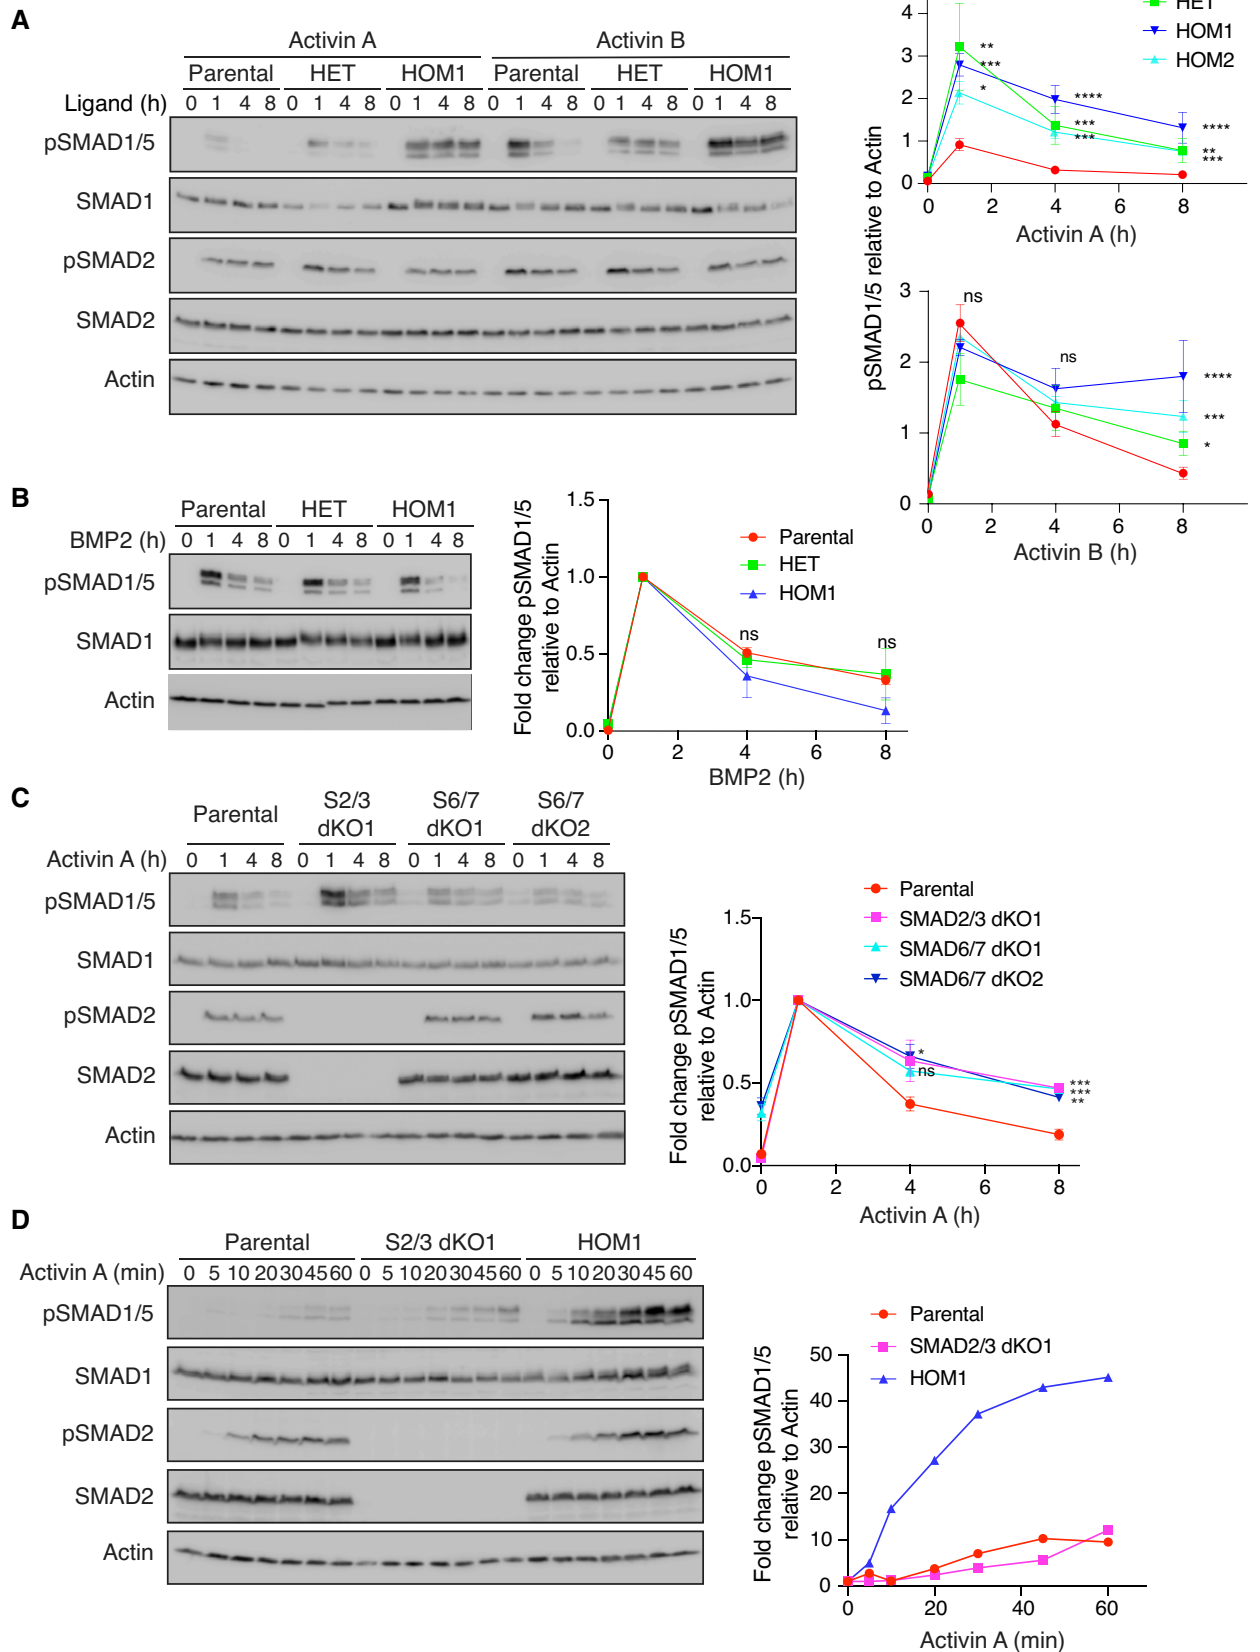 A
Activin A Activin B
Parental HET HOM1 Parental HET HOM1
Ligand (h) 0 1 4 8 0 1 4 8 0 1 4 8 0 1 4 8 0 1 4 8 0 1 4 8
pSMAD1/5
SMAD1
pSMAD2
SMAD2
Actin
HET
HOM1
HOM2
4
3
2
1
0
** 
***
*
****
***
***
****
**
***
0 2 4 6 8
Activin A (h)
pSMAD1/5 relative to Actin
3
2
1
0
ns
ns
****
***
*
0 2 4 6 8
Activin B (h)
B
Parental HET HOM1
BMP2 (h) 0 1 4 8 0 1 4 8 0 1 4 8
pSMAD1/5
SMAD1
Actin
Fold change pSMAD1/5
relative to Actin
1.5
1.0
0.5
0.0
Parental
HET
HOM1
ns
ns
0 2 4 6 8
BMP2 (h)
C
Parental S2/3 dKO1 S6/7 dKO1 S6/7 dKO2
Activin A (h) 0 1 4 8 0 1 4 8 0 1 4 8 0 1 4 8
pSMAD1/5
SMAD1
pSMAD2
SMAD2
Actin
Parental
SMAD2/3 dKO1
SMAD6/7 dKO1
SMAD6/7 dKO2
Fold change pSMAD1/5
relative to Actin
1.5
1.0
0.5
0.0
*
ns
***
***
**
0 2 4 6 8
Activin A (h)
D
Parental S2/3 dKO1 HOM1
Activin A (min) 0 5 10 20 30 45 60 0 5 10 20 30 45 60 0 5 10 20 30 45 60
pSMAD1/5
SMAD1
pSMAD2
SMAD2
Actin
Parental
SMAD2/3 dKO1
HOM1
Fold change pSMAD1/5
relative to Actin
50
40
30
20
10
0
0 20 40 60
Activin A (min)